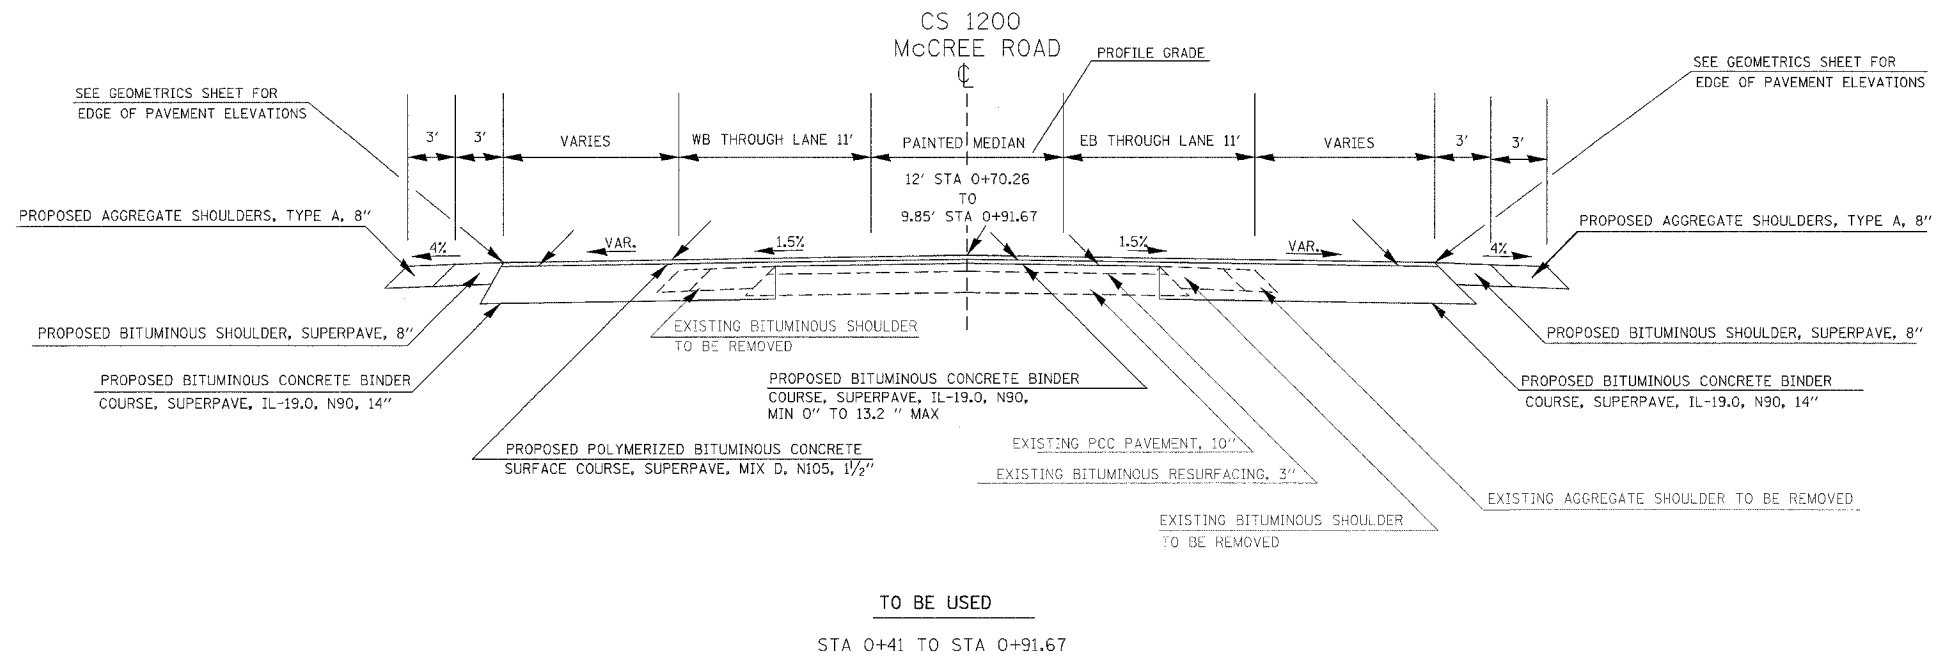 CS 1200
McCREE ROAD
℄
PROFILE GRADE
SEE GEOMETRICS SHEET FOR
EDGE OF PAVEMENT ELEVATIONS
SEE GEOMETRICS SHEET FOR
EDGE OF PAVEMENT ELEVATIONS
3' 3' VARIES WB THROUGH LANE 11' PAINTED MEDIAN EB THROUGH LANE 11' VARIES 3' 3'
12' STA 0+70.26
TO
9.85' STA 0+91.67
PROPOSED AGGREGATE SHOULDERS, TYPE A, 8"
PROPOSED AGGREGATE SHOULDERS, TYPE A, 8"
4% VAR. 1.5% 1.5% VAR. 4%
PROPOSED BITUMINOUS SHOULDER, SUPERPAVE, 8"
EXISTING BITUMINOUS SHOULDER
TO BE REMOVED
PROPOSED BITUMINOUS SHOULDER, SUPERPAVE, 8"
PROPOSED BITUMINOUS CONCRETE BINDER
COURSE, SUPERPAVE, IL-19.0, N90, 14"
PROPOSED BITUMINOUS CONCRETE BINDER
COURSE, SUPERPAVE, IL-19.0, N90,
MIN 0" TO 13.2 " MAX
PROPOSED BITUMINOUS CONCRETE BINDER
COURSE, SUPERPAVE, IL-19.0, N90, 14"
PROPOSED POLYMERIZED BITUMINOUS CONCRETE
SURFACE COURSE, SUPERPAVE, MIX D, N105, 1 1/2"
EXISTING PCC PAVEMENT, 10"
EXISTING BITUMINOUS RESURFACING, 3"
EXISTING AGGREGATE SHOULDER TO BE REMOVED
EXISTING BITUMINOUS SHOULDER
TO BE REMOVED
TO BE USED
STA 0+41 TO STA 0+91.67